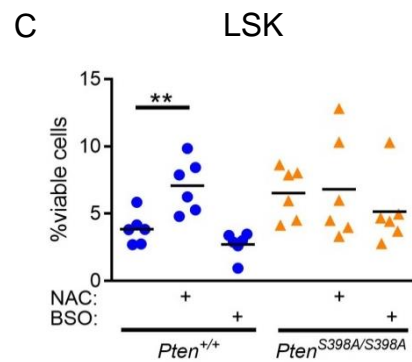 C LSK
**
15
10
5
0
%viable cells
NAC: + +
BSO: + +
Pten+/+ PtenS398A/S398A